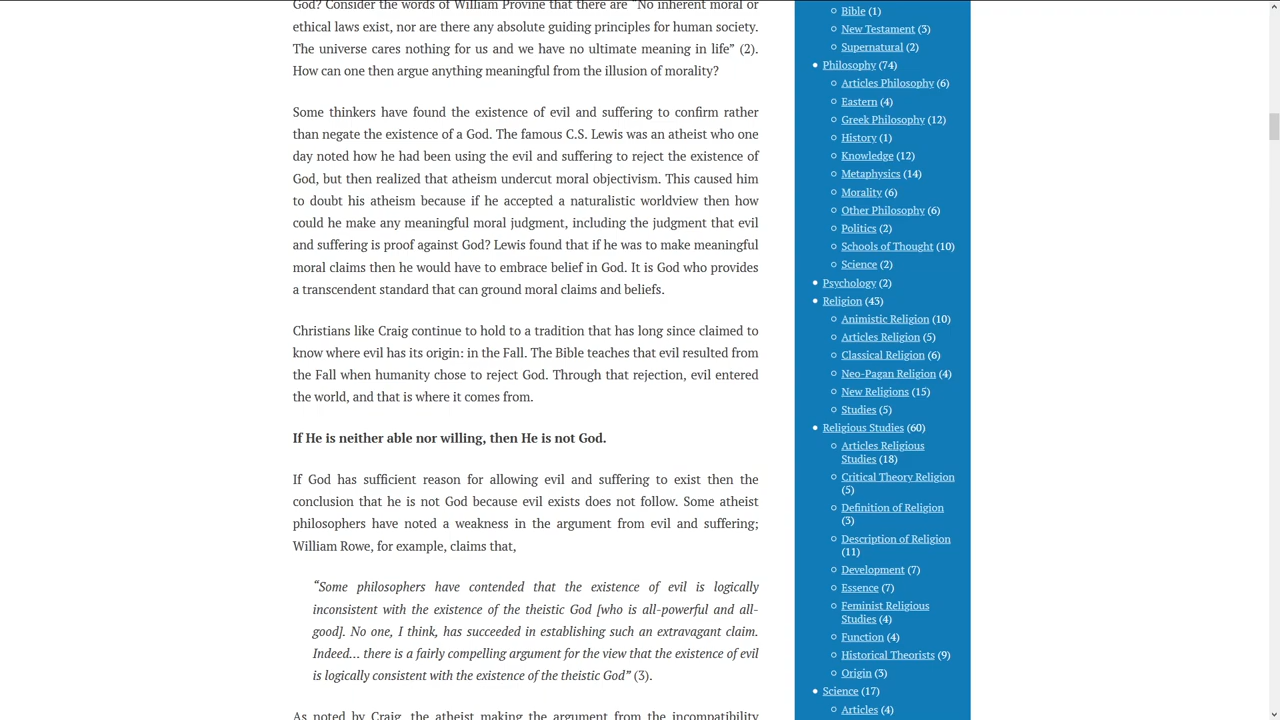 God? Consider the words of William Provine that there are “No inherent moral or
ethical laws exist, nor are there any absolute guiding principles for human society.
The universe cares nothing for us and we have no ultimate meaning in life” (2).
How can one then argue anything meaningful from the illusion of morality?
Some thinkers have found the existence of evil and suffering to confirm rather
than negate the existence of a God. The famous C.S. Lewis was an atheist who one
day noted how he had been using the evil and suffering to reject the existence of
God, but then realized that atheism undercut moral objectivism. This caused him
to doubt his atheism because if he accepted a naturalistic worldview then how
could he make any meaningful moral judgment, including the judgment that evil
and suffering is proof against God? Lewis found that if he was to make meaningful
moral claims then he would have to embrace belief in God. It is God who provides
a transcendent standard that can ground moral claims and beliefs.
Christians like Craig continue to hold to a tradition that has long since claimed to
know where evil has its origin: in the Fall. The Bible teaches that evil resulted from
the Fall when humanity chose to reject God. Through that rejection, evil entered
the world, and that is where it comes from.
If He is neither able nor willing, then He is not God.
If God has sufficient reason for allowing evil and suffering to exist then the
conclusion that he is not God because evil exists does not follow. Some atheist
philosophers have noted a weakness in the argument from evil and suffering;
William Rowe, for example, claims that,
“Some philosophers have contended that the existence of evil is logically
inconsistent with the existence of the theistic God [who is all-powerful and all-
good]. No one, I think, has succeeded in establishing such an extravagant claim.
Indeed... there is a fairly compelling argument for the view that the existence of evil
is logically consistent with the existence of the theistic God” (3).
As noted by Craig, the atheist making the argument from the incompatibility
Bible (1)
New Testament (3)
Supernatural (2)
Philosophy (74)
Articles Philosophy (6)
Eastern (4)
Greek Philosophy (12)
History (1)
Knowledge (12)
Metaphysics (14)
Morality (6)
Other Philosophy (6)
Politics (2)
Schools of Thought (10)
Science (2)
Psychology (2)
Religion (43)
Animistic Religion (10)
Articles Religion (5)
Classical Religion (6)
Neo-Pagan Religion (4)
New Religions (15)
Studies (5)
Religious Studies (60)
Articles Religious
Studies (18)
Critical Theory Religion
(5)
Definition of Religion
(3)
Description of Religion
(11)
Development (7)
Essence (7)
Feminist Religious
Studies (4)
Function (4)
Historical Theorists (9)
Origin (3)
Science (17)
Articles (4)